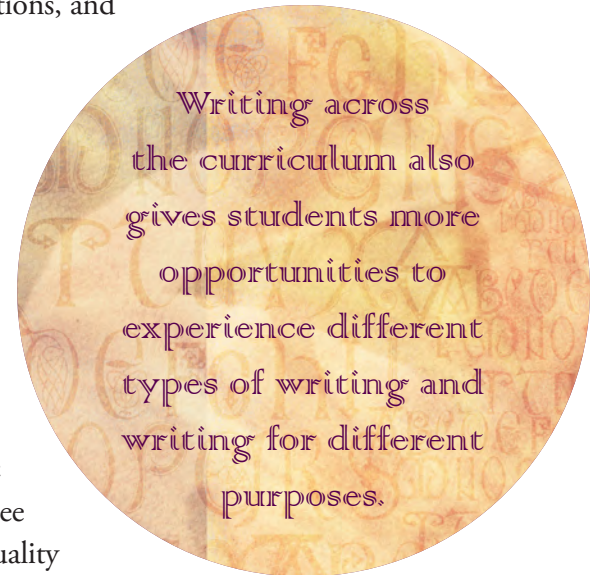 tions, and
Writing across
the curriculum also
gives students more
opportunities to
experience different
types of writing and
writing for different
purposes.
ee
uality